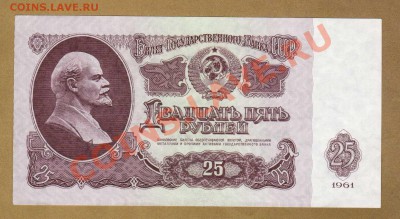 COINS.LAVE.RU
Билет Государственного Банка СССР
Двадцать пять
рублей
25
25
1961
COINS.LAVE.RU